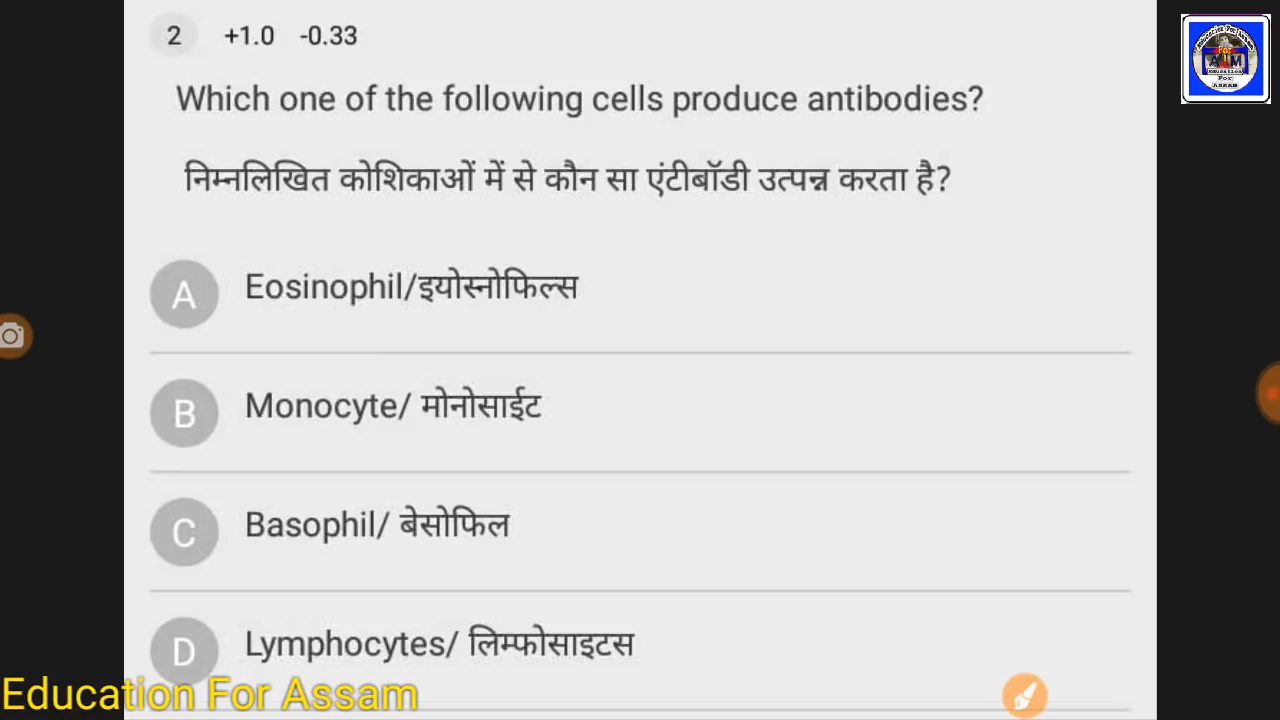 2 +1.0 -0.33
Which one of the following cells produce antibodies?
निम्नलिखित कोशिकाओं में से कौन सा एंटीबॉडी उत्पन्न करता है?
A Eosinophil/इयोस्नोफिल्स
B Monocyte/ मोनोसाईट
C Basophil/ बेसोफिल
D Lymphocytes/ लिम्फोसाइटस
Education For Assam